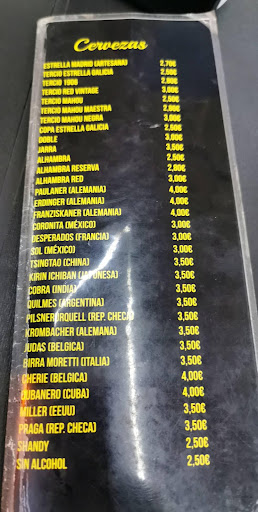 Cervezas
ESTRELLA MADRID (ARTESANA) 2,70€
TERCIO ESTRELLA GALICIA 2,50€
TERCIO 1906 2,80€
TERCIO RED VINTAGE 3,00€
TERCIO MAHOU 2,50€
TERCIO MAHOU MAESTRA 2,80€
TERCIO MAHOU NEGRA 3,00€
COPA ESTRELLA GALICIA 2,50€
DOBLE 3,00€
JARRA 3,50€
ALHAMBRA 2,50€
ALHAMBRA RESERVA 2,80€
ALHAMBRA RED 3,00€
PAULANER (ALEMANIA) 4,00€
ERDINGER (ALEMANIA) 4,00€
FRANZISKANER (ALEMANIA) 4,00€
CORONITA (MÉXICO) 3,00€
DESPERADOS (FRANCIA) 3,00€
SOL (MÉXICO) 3,00€
TSINGTAO (CHINA) 3,50€
KIRIN ICHIBAN (JAPONESA) 3,50€
COBRA (INDIA) 3,50€
QUILMES (ARGENTINA) 3,50€
PILSNERURQUELL (REP. CHECA) 3,50€
KROMBACHER (ALEMANA) 3,50€
JUDAS (BELGICA) 3,50€
BIRRA MORETTI (ITALIA) 3,50€
CHERIE (BELGICA) 4,00€
CUBANERO (CUBA) 4,00€
MILLER (EEUU) 3,50€
PRAGA (REP. CHECA) 3,50€
SHANDY 2,50€
SIN ALCOHOL 2,50€